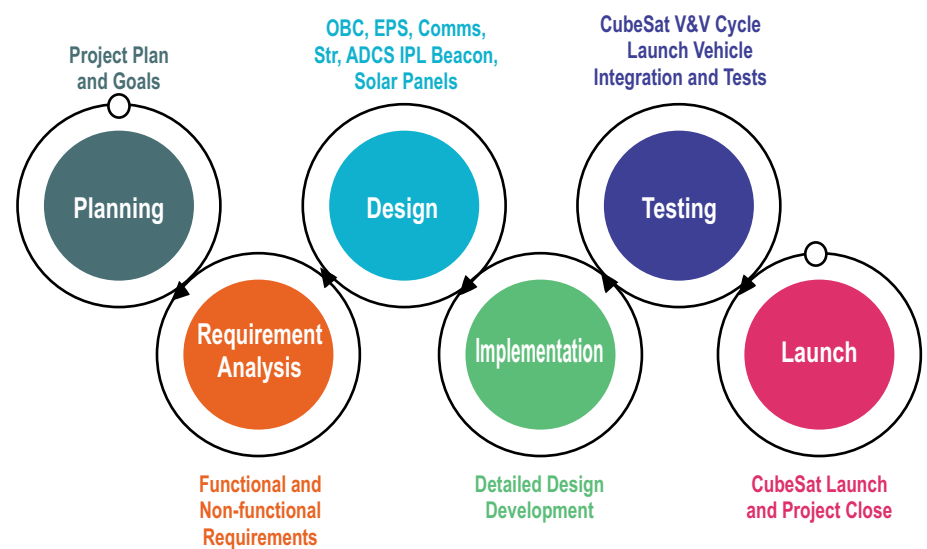 Project Plan
and Goals
Planning
Requirement
Analysis
Functional and
Non-functional
Requirements
OBC, EPS, Comms,
Str, ADCS IPL Beacon,
Solar Panels
Design
Implementation
Detailed Design
Development
CubeSat V&V Cycle
Launch Vehicle
Integration and Tests
Testing
Launch
CubeSat Launch
and Project Close